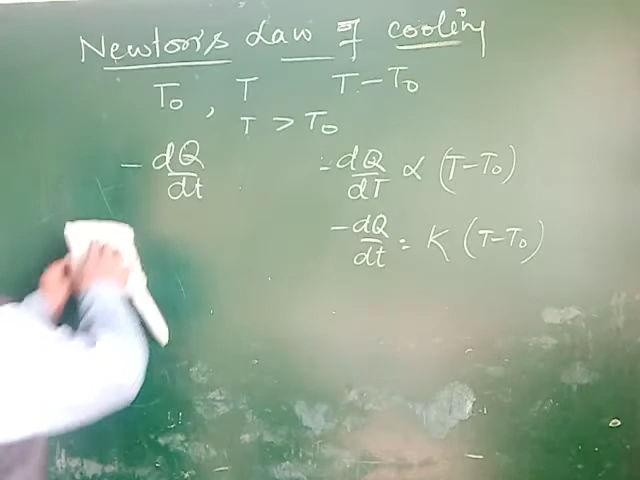 Newton's Law of cooling
T₀, T T - T₀
T > T₀
- dQ/dt - dQ/dT ∝ (T-T₀)
- dQ/dt = K (T-T₀)